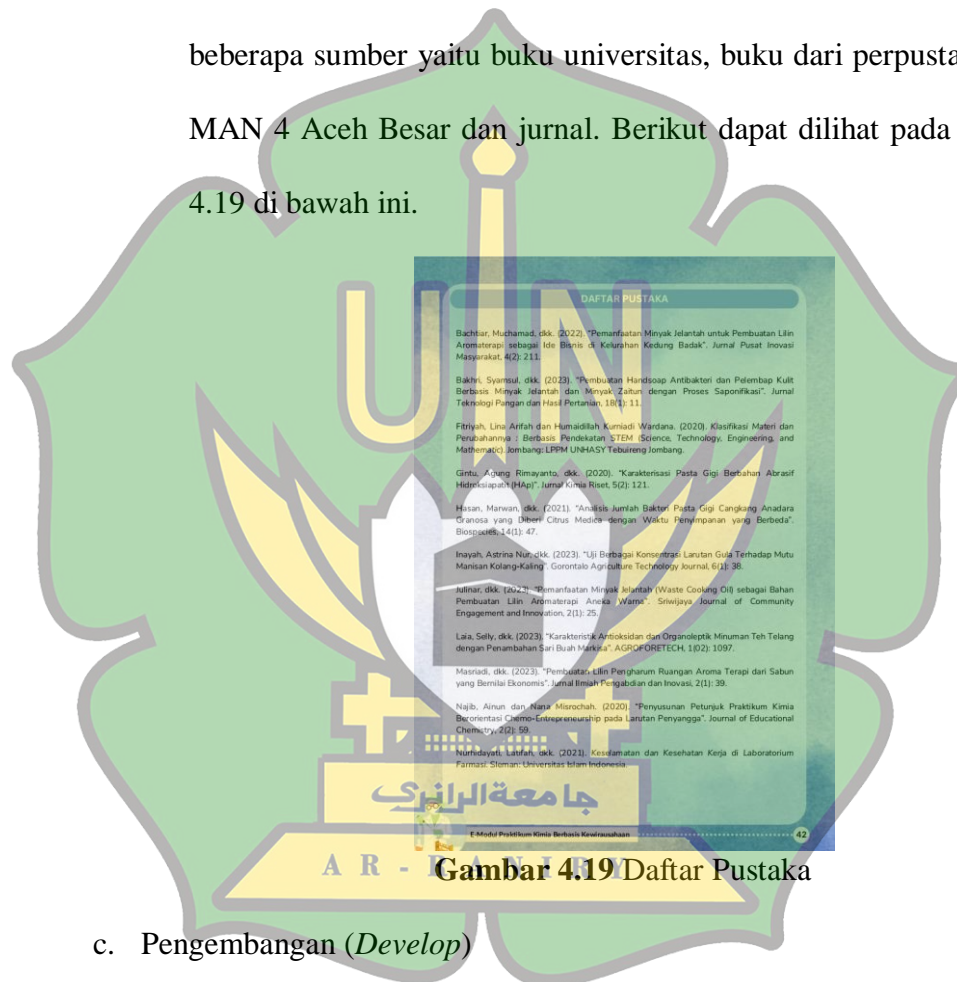 beberapa sumber yaitu buku universitas, buku dari
MAN 4 Aceh Besar dan jurnal. Berikut dapat dilihat pada
4.19 di bawah ini.
DAFTAR PUSTAKA
Bachtiar, Muchamad, dkk. (2022). "Pemanfaatan Minyak Jelantah untuk Pembuatan Lilin
Aromaterapi sebagai Ide Bisnis di Kelurahan Kedung Badak". Jurnal Pusat Inovasi
Masyarakat, 4(2): 211.
Bakhri, Syamsul, dkk. (2023). "Pembuatan Handsoap Antibakteri dan Pelembap Kulit
Berbasis Minyak Jelantah dan Minyak Zaitun dengan Proses Saponifikasi". Jurnal
Teknologi Pangan dan Hasil Pertanian, 18(1): 11.
Fitriyah, Lina Arifah dan Humaidillah Kurniadi Wardana. (2020). Klasifikasi Materi dan
Perubahannya : Berbasis Pendekatan STEM (Science, Technology, Engineering, and
Mathematic). Jombang: LPPM UNHASY Tebuireng Jombang.
Gintu, Agung Rimayanto, dkk. (2020). "Karakterisasi Pasta Gigi Berbahan Abrasif
Hidroksiapatit (HAp)". Jurnal Kimia Riset, 5(2): 121.
Hasan, Marwan, dkk. (2021). "Analisis Jumlah Bakteri Pasta Gigi Cangkang Anadara
Granosa yang Diberi Citrus Medica dengan Waktu Penyimpanan yang Berbeda".
Biospecies, 14(1): 47.
Inayah, Astrina Nur, dkk. (2023). "Uji Berbagai Konsentrasi Larutan Gula Terhadap Mutu
Manisan Kolang-Kaling". Gorontalo Agriculture Technology Journal, 6(1): 38.
Julinar, dkk. (2023). "Pemanfaatan Minyak Jelantah (Waste Cooking Oil) sebagai Bahan
Pembuatan Lilin Aromaterapi Aneka Warna". Sriwijaya Journal of Community
Engagement and Innovation, 2(1): 25.
Laia, Selly, dkk. (2023). "Karakteristik Antioksidan dan Organoleptik Minuman Teh Telang
dengan Penambahan Sari Buah Markisa". AGROFORETECH, 1(02): 1097.
Masriadi, dkk. (2023). "Pembuatan Lilin Pengharum Ruangan Aroma Terapi dari Sabun
yang Bernilai Ekonomis". Jurnal Ilmiah Pengabdian dan Inovasi, 2(1): 39.
Najib, Ainun dan Nana Misrochah. (2020). "Penyusunan Petunjuk Praktikum Kimia
Berorientasi Chemo-Entrepreneurship pada Larutan Penyangga". Journal of Educational
Chemistry, 2(2): 59.
Nurhidayati, Latifah, dkk. (2021). Keselamatan dan Kesehatan Kerja di Laboratorium
Farmasi. Sleman: Universitas Islam Indonesia.
E-Modul Praktikum Kimia Berbasis Kewirausahaan 42
Gambar 4.19 Daftar Pustaka
c. Pengembangan (Develop)
UIN
جامعة الرانري
AR-RANIRY